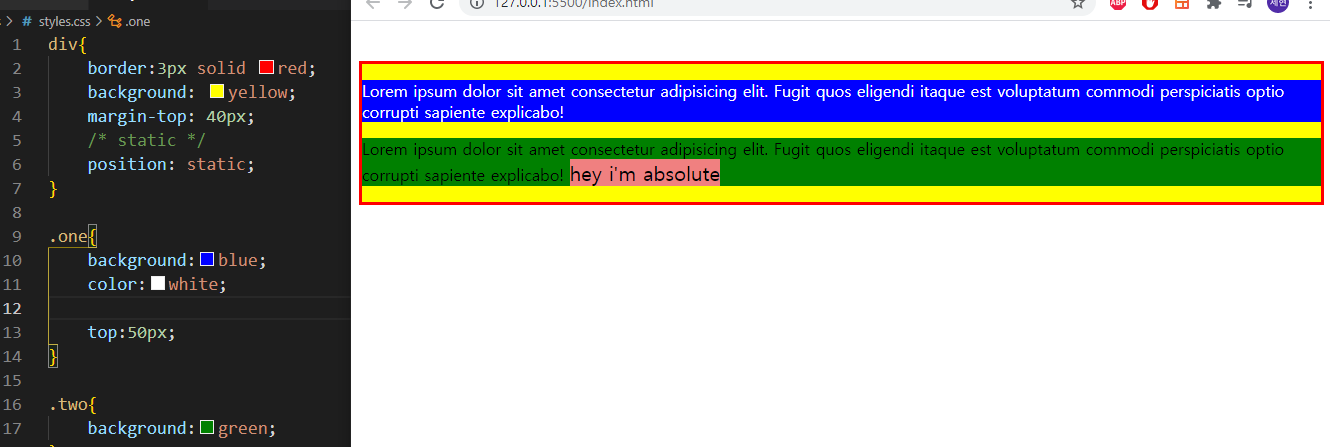 s > # styles.css > .one
127.0.0.1:5500/index.html
ABP
세현
1 div{
2 border:3px solid red;
3 background: yellow;
4 margin-top: 40px;
5 /* static */
6 position: static;
7 }
8
9 .one{
10 background: blue;
11 color: white;
12
13 top:50px;
14 }
15
16 .two{
17 background: green;
Lorem ipsum dolor sit amet consectetur adipisicing elit. Fugit quos eligendi itaque est voluptatum commodi perspiciatis optio
corrupti sapiente explicabo!
Lorem ipsum dolor sit amet consectetur adipisicing elit. Fugit quos eligendi itaque est voluptatum commodi perspiciatis optio
corrupti sapiente explicabo! hey i'm absolute